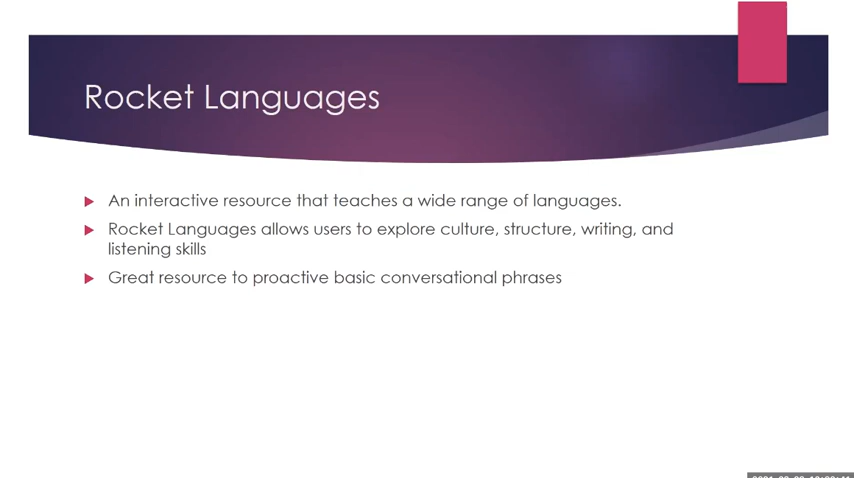 Rocket Languages
An interactive resource that teaches a wide range of languages.
Rocket Languages allows users to explore culture, structure, writing, and
listening skills
Great resource to proactive basic conversational phrases